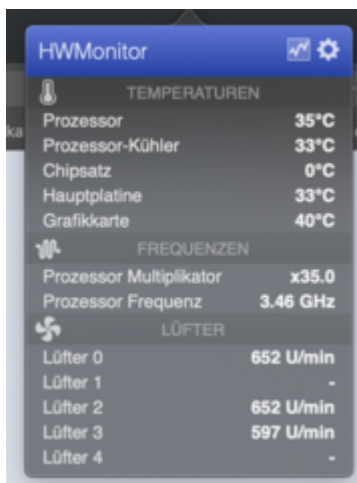 HWMonitor
TEMPERATUREN
Prozessor 35°C
Prozessor-Kühler 33°C
Chipsatz 0°C
Hauptplatine 33°C
Grafikkarte 40°C
FREQUENZEN
Prozessor Multiplikator x35.0
Prozessor Frequenz 3.46 GHz
LÜFTER
Lüfter 0 652 U/min
Lüfter 1 -
Lüfter 2 652 U/min
Lüfter 3 597 U/min
Lüfter 4 -